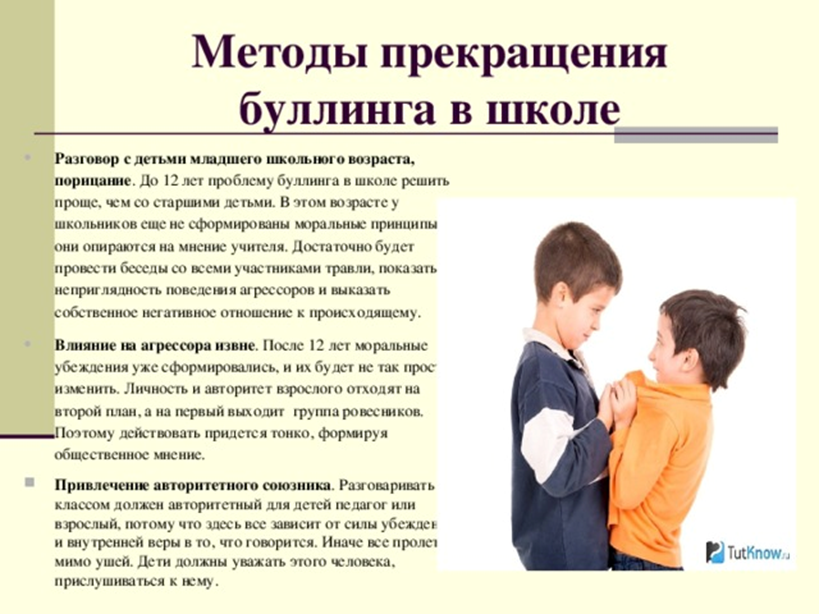 Методы прекращения
буллинга в школе
Разговор с детьми младшего школьного возраста,
порицание. До 12 лет проблему буллинга в школе решить
проще, чем со старшими детьми. В этом возрасте у
школьников еще не сформированы моральные принципы
они опираются на мнение учителя. Достаточно будет
провести беседы со всеми участниками травли, показать
неприглядность поведения агрессоров и выказать
собственное негативное отношение к происходящему.
Влияние на агрессора извне. После 12 лет моральные
убеждения уже сформировались, и их будет не так прост
изменить. Личность и авторитет взрослого отходят на
второй план, а на первый выходит группа ровесников.
Поэтому действовать придется тонко, формируя
общественное мнение.
Привлечение авторитетного союзника. Разговаривать
классом должен авторитетный для детей педагог или
взрослый, потому что здесь все зависит от силы убежден
и внутренней веры в то, что говорится. Иначе все пролет
мимо ушей. Дети должны уважать этого человека,
прислушиваться к нему.
TutKnow.ru